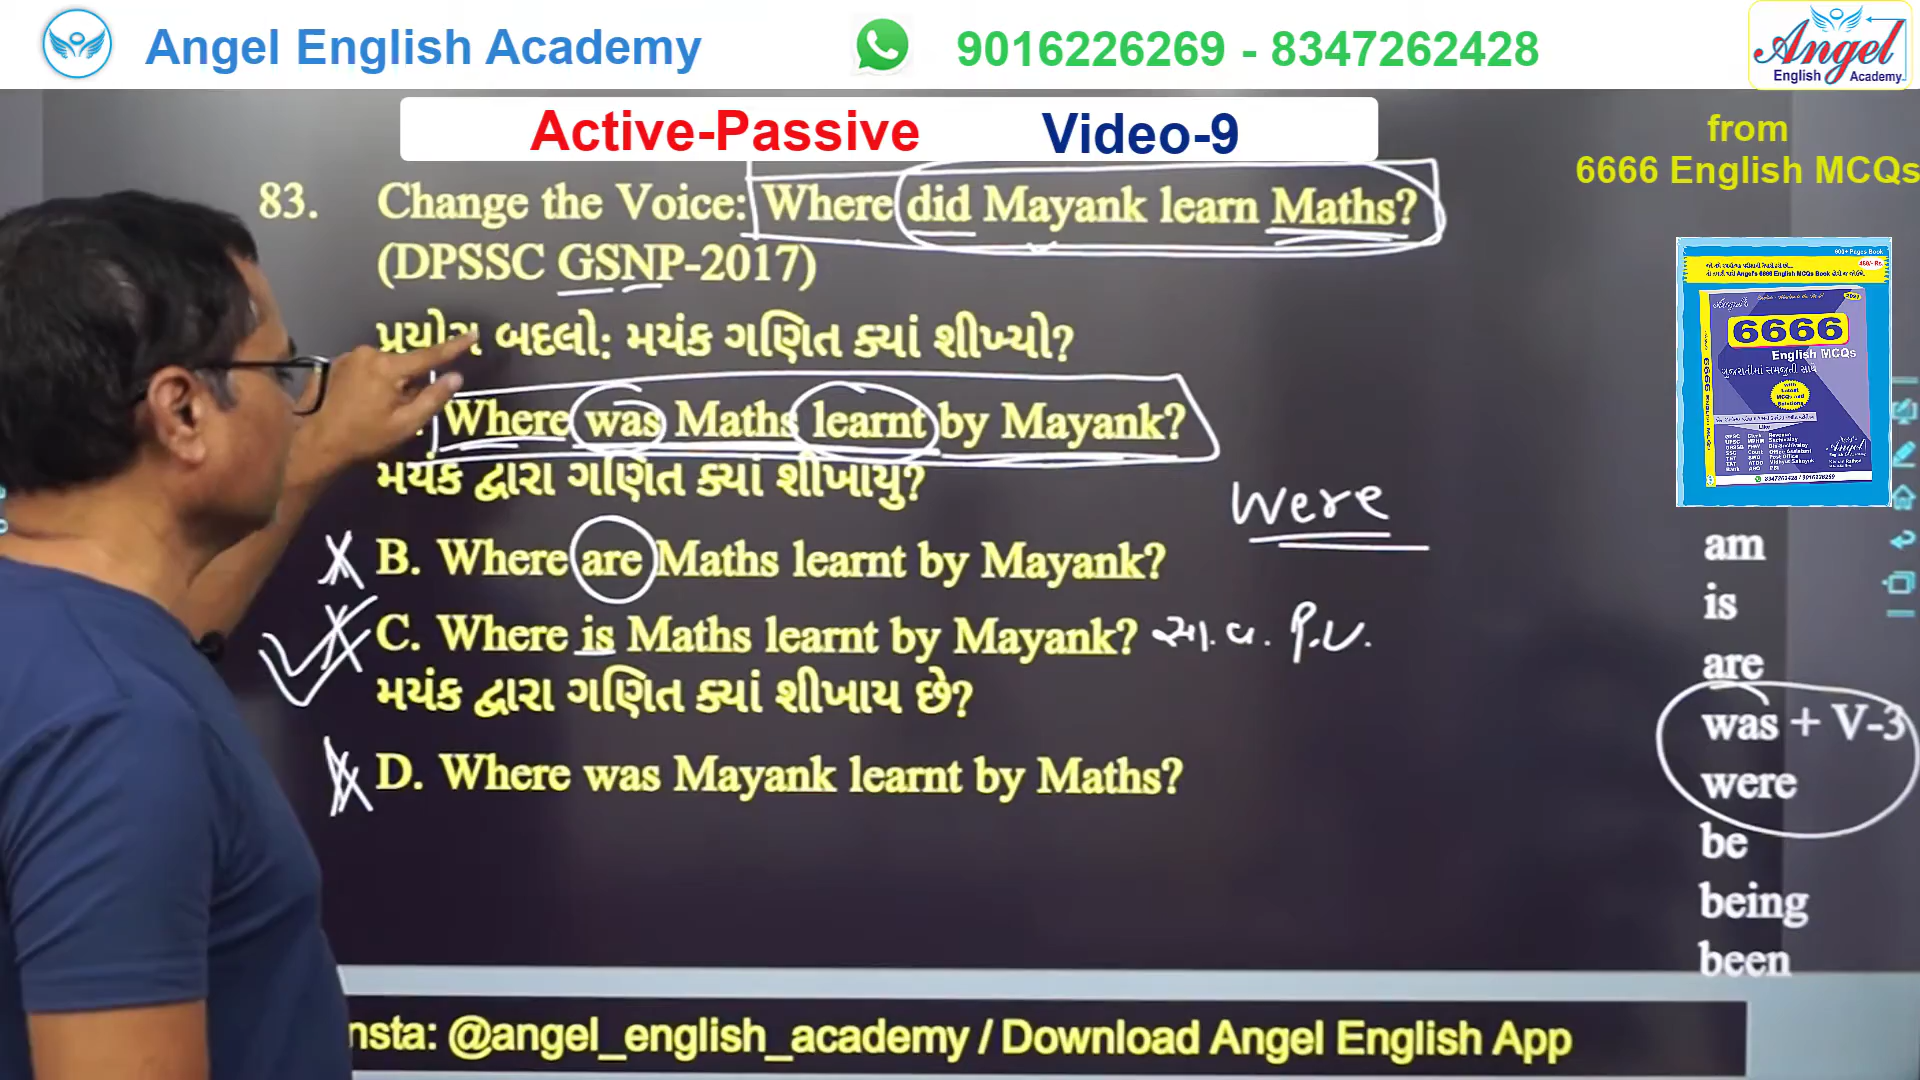 Angel English Academy
9016226269 - 8347262428
Angel
English Academy
Active-Passive Video-9
from
6666 English MCQs
83. Change the Voice: Where did Mayank learn Maths?
(DPSSC GSNP-2017)
પ્રયોગ બદલો: મયંક ગણિત ક્યાં શીખ્યો?
Where was Maths learnt by Mayank?
મયંક દ્વારા ગણિત ક્યાં શીખાયુ?
were
B. Where are Maths learnt by Mayank?
C. Where is Maths learnt by Mayank? સા. વ. P.V.
મયંક દ્વારા ગણિત ક્યાં શીખાય છે?
D. Where was Mayank learnt by Maths?
6666
English MCQs
ગુજરાતીમાં સમજુતી સાથે
am
is
are
was + V-3
were
be
being
been
nsta: @angel_english_academy / Download Angel English App